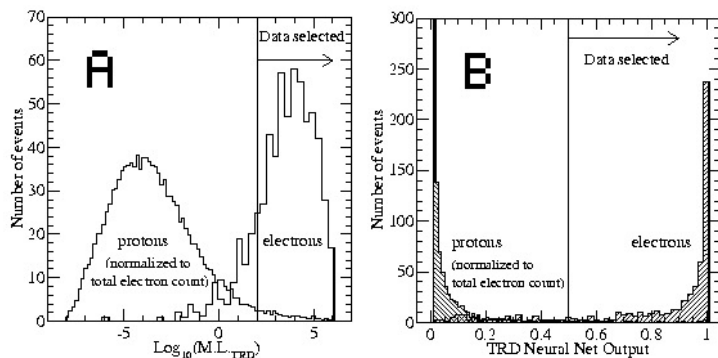 A
Data selected
protons
(normalized to
total electron count)
electrons
Number of events
70
60
50
40
30
20
10
0
-5
0
5
Log10(M.L.TRD)
B
Data selected
protons
(normalized to
total electron count)
electrons
Number of events
300
250
200
150
100
50
0
0
0.2
0.4
0.6
0.8
1
TRD Neural Net Output